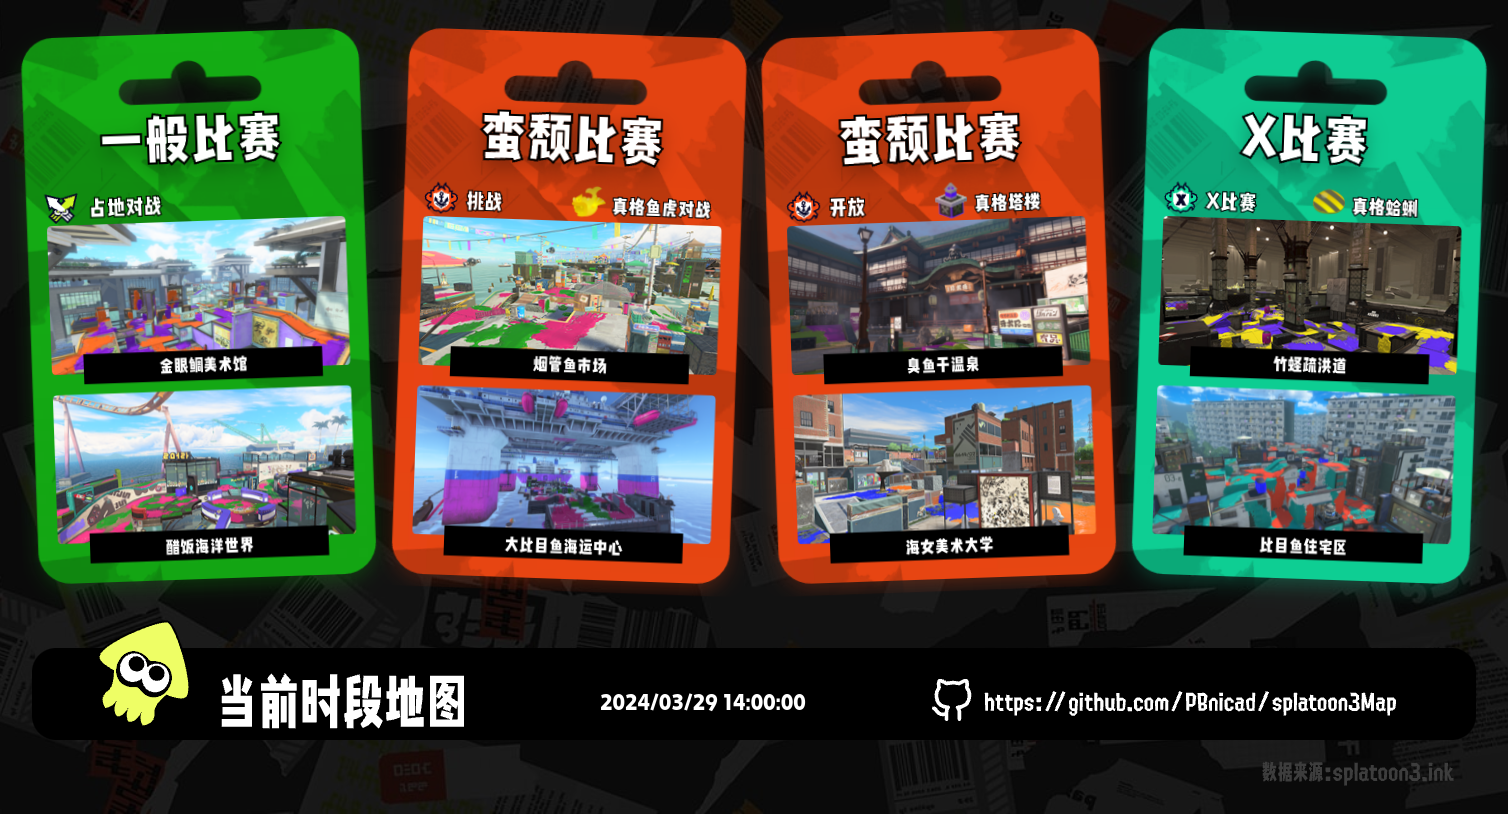 一般比赛
占地对战
金眼鲷美术馆
醋饭海洋世界
蛮颓比赛
挑战
真格鱼虎对战
烟管鱼市场
大比目鱼海运中心
蛮颓比赛
开放
真格塔楼
臭鱼干温泉
海女美术大学
X比赛
X比赛
真格蛤蜊
竹蛏疏洪道
比目鱼住宅区
当前时段地图
2024/03/29 14:00:00
https://github.com/PBnicad/splatoon3Map
数据来源:splatoon3.ink